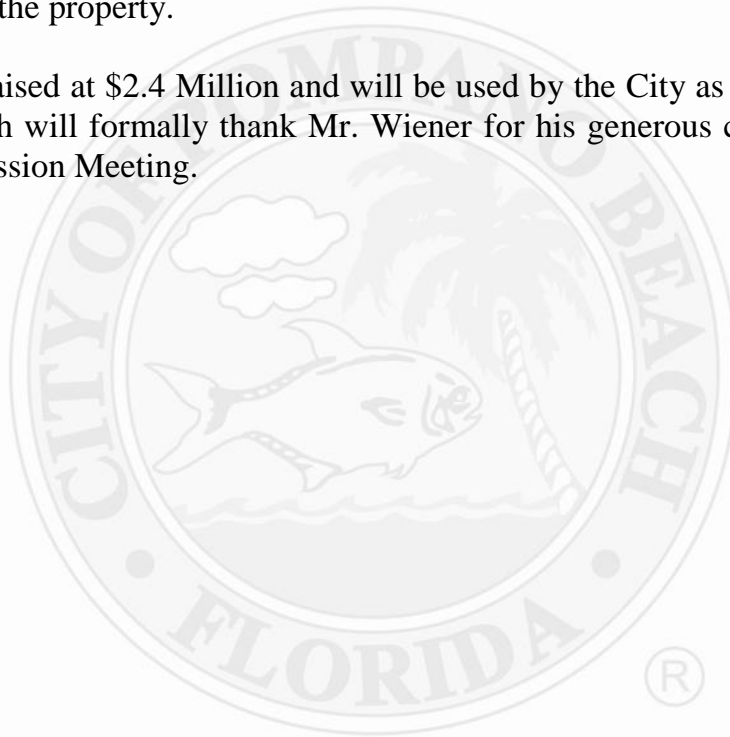 the property.
aised at $2.4 Million and will be used by the City as
h will formally thank Mr. Wiener for his generous c
ssion Meeting.
CITY OF POMPANO BEACH
FLORIDA
®